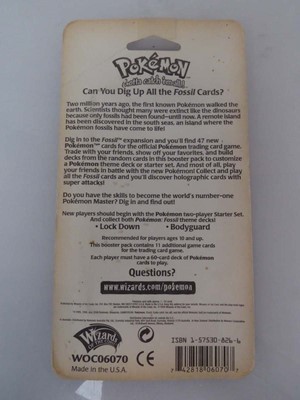 POKéMON
Gotta catch 'em all!
Can You Dig Up All the Fossil Cards?
Two million years ago, the first known Pokémon walked the
earth. Scientists thought many were extinct like the dinosaurs
because only fossils had been found—until now. A remote island
has been discovered in the south seas, an island where the
Pokémon fossils have come to life!
Dig in to the Fossil™ expansion and you'll find 47 new
Pokémon™ cards for the official Pokémon trading card game.
Trade with your friends, show off your favorites, and build
decks from the random cards in this booster pack to customize
a Pokémon theme deck or starter set. And most of all, play
your friends in battle with the new Pokémon! Collect and play
all the Fossil cards and you'll discover holographic cards with
super attacks!
Do you have the skills to become the world's number-one
Pokémon Master? Dig in and find out!
New players should begin with the Pokémon two-player Starter Set.
And collect both Pokémon Fossil theme decks!
• Lock Down • Bodyguard
Recommended for players ages 10 and up.
This booster pack contains 11 additional game cards
for the trading card game.
Each player must have a 60-card deck of Pokémon
cards to play.
Questions?
www.wizards.com/pokemon
Wizards
OF THE COAST
WOC06070
Made in the U.S.A.
CE
ISBN 1-57530-826-6
7 42818 06070